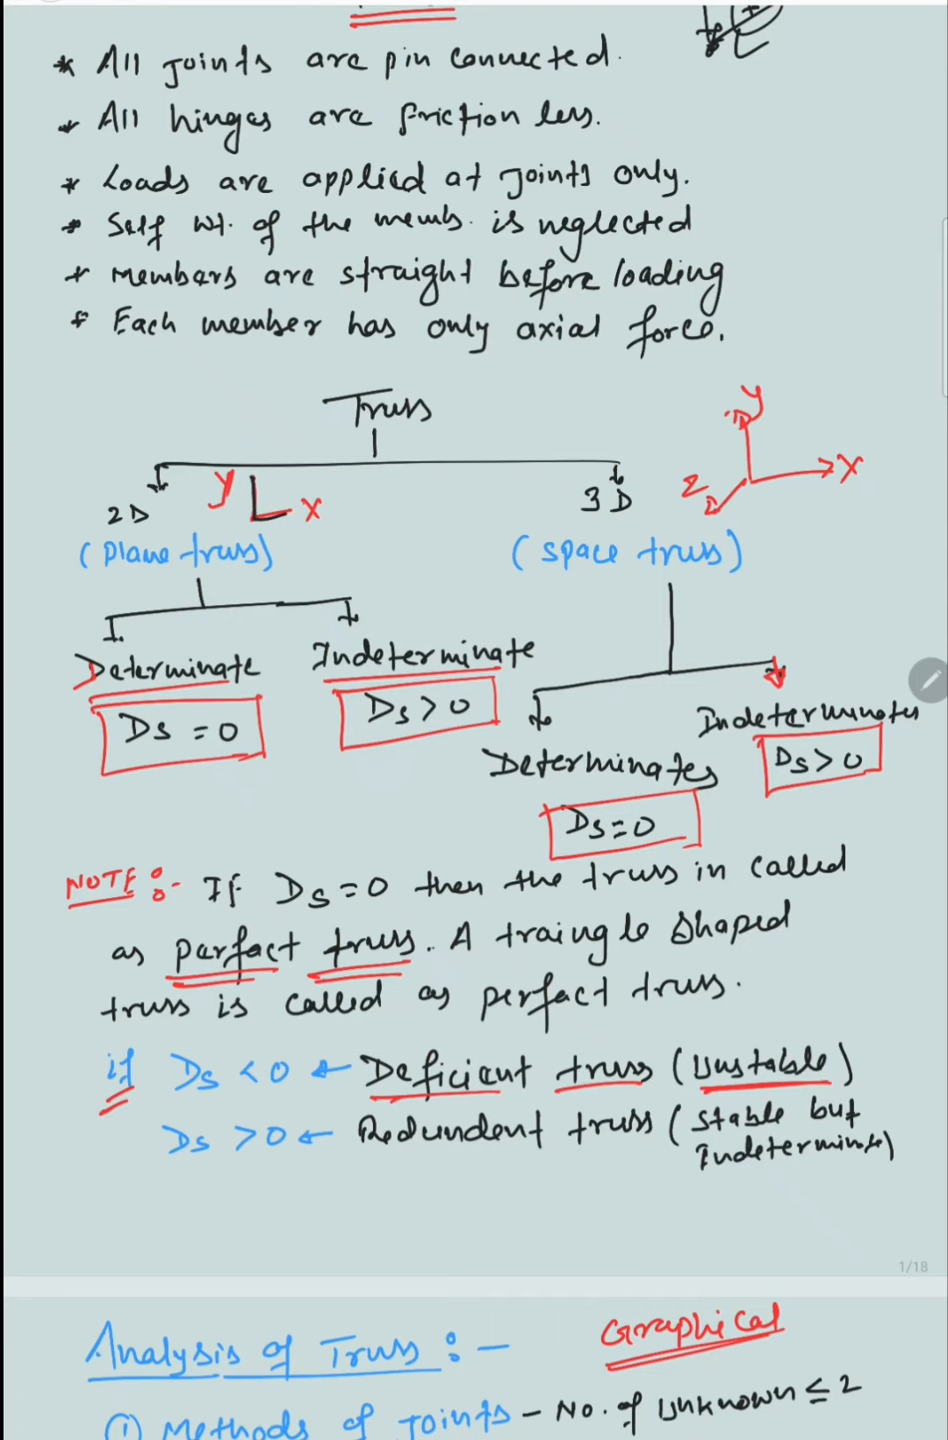 * All joints are pin connected.
* All hinges are friction less.
* Loads are applied at joints only.
* Self wt. of the memb. is neglected
* Members are straight before loading
* Each member has only axial force.
Truss
y
x
y
x
z
2D
3D
(Plane truss)
(space truss)
Determinate
Indeterminate
Ds = 0
Ds > 0
Determinates
Indeterminates
Ds = 0
Ds > 0
NOTE :- If Ds = 0 then the truss in called
as perfact truss. A traingle shaped
truss is called as perfact truss.
if Ds < 0 ← Deficient truss (Unstable)
Ds > 0 ← Redundent truss (stable but
Indeterminate)
1/18
Analysis of Truss :-
Graphical
① Methods of Joints - No. of Unknown ≤ 2